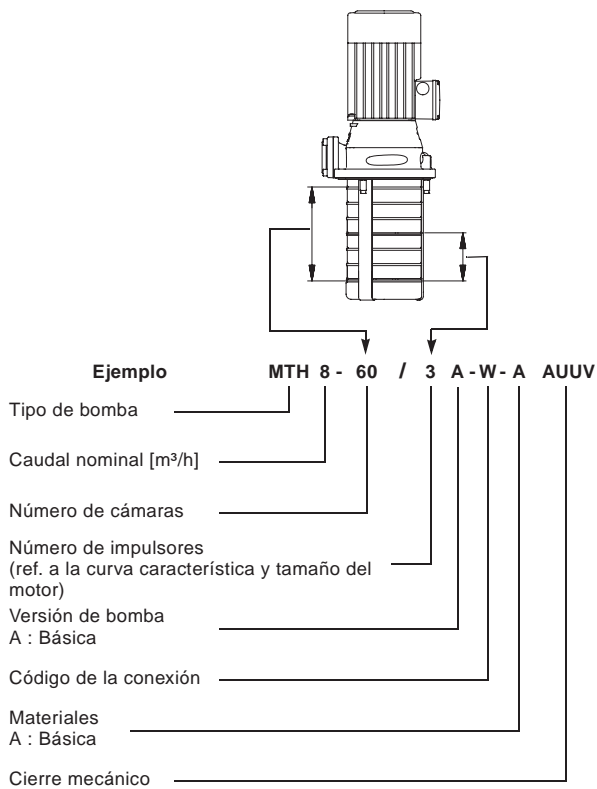 Ejemplo MTH 8 - 60 / 3 A - W - A AUUV
Tipo de bomba
Caudal nominal [m³/h]
Número de cámaras
Número de impulsores
(ref. a la curva característica y tamaño del
motor)
Versión de bomba
A : Básica
Código de la conexión
Materiales
A : Básica
Cierre mecánico